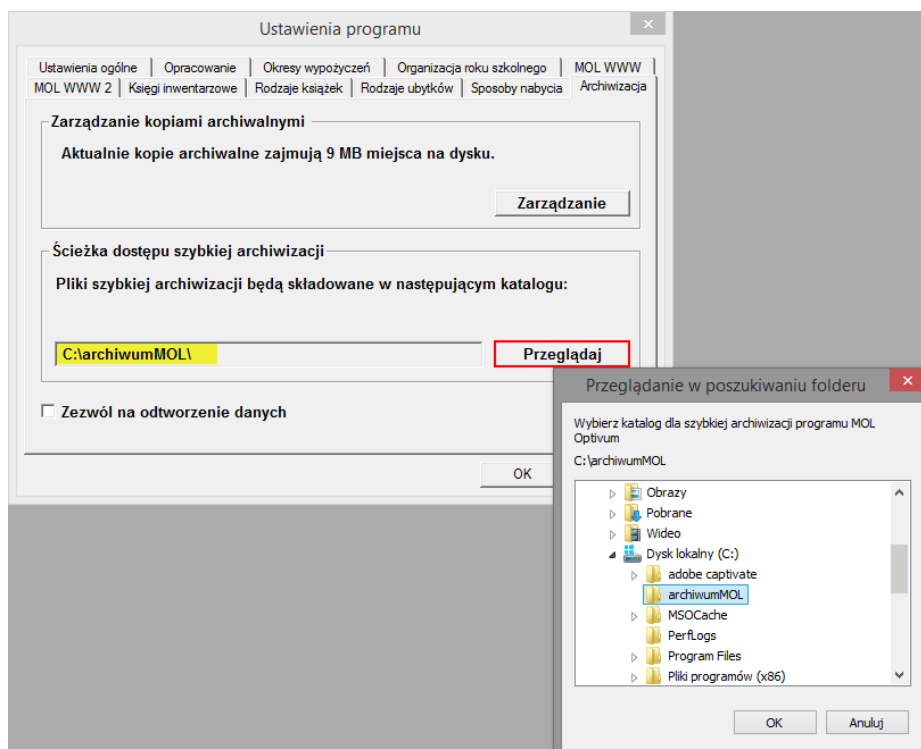 Ustawienia programu
Ustawienia ogólne Opracowanie Okresy wypożyczeń Organizacja roku szkolnego MOL WWW
MOL WWW 2 Księgi inwentarzowe Rodzaje książek Rodzaje ubytków Sposoby nabycia Archiwizacja
Zarządzanie kopiami archiwalnymi
Aktualnie kopie archiwalne zajmują 9 MB miejsca na dysku.
Zarządzanie
Ścieżka dostępu szybkiej archiwizacji
Pliki szybkiej archiwizacji będą składowane w następującym katalogu:
C:\archiwumMOL\
Przeglądaj
Zezwól na odtworzenie danych
OK
Przeglądanie w poszukiwaniu folderu
Wybierz katalog dla szybkiej archiwizacji programu MOL
Optivum
C:\archiwumMOL
Obrazy
Pobrane
Wideo
Dysk lokalny (C:)
adobe captivate
archiwumMOL
MSOCache
PerfLogs
Program Files
Pliki programów (x86)
OK Anuluj